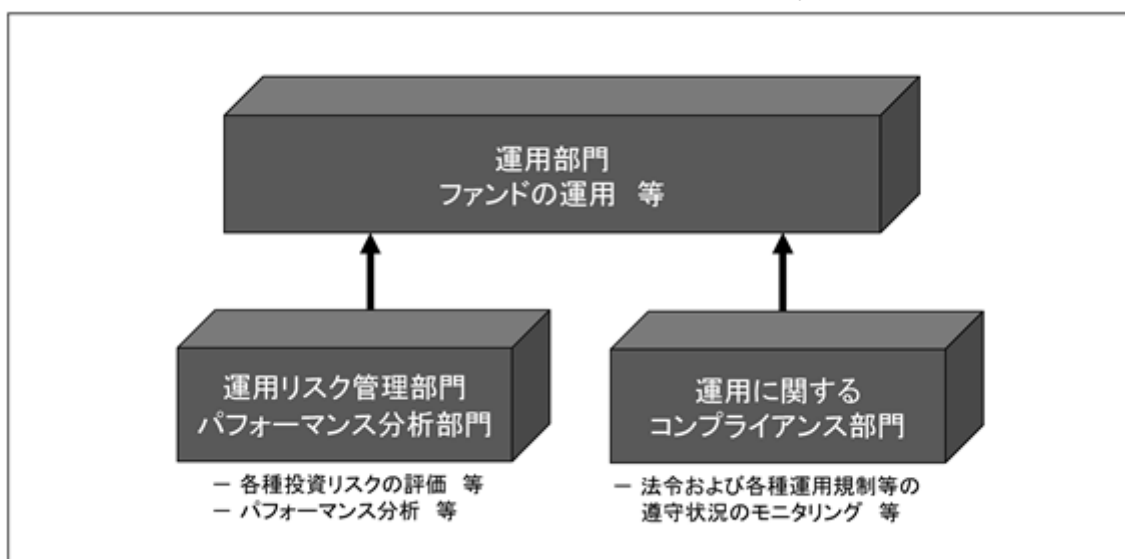 運用部門
ファンドの運用 等
運用リスク管理部門
パフォーマンス分析部門
－ 各種投資リスクの評価 等
－ パフォーマンス分析 等
運用に関する
コンプライアンス部門
－ 法令および各種運用規制等の
遵守状況のモニタリング 等